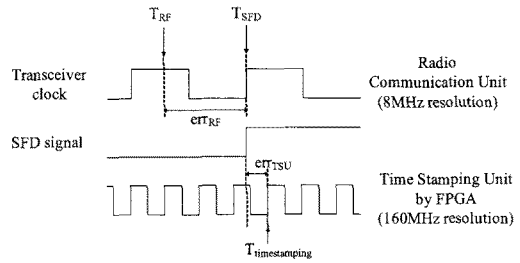 T_RF
T_SFD
Transceiver
clock
Radio
Communication Unit
(8MHz resolution)
err_RF
SFD signal
err_TSU
Time Stamping Unit
by FPGA
(160MHz resolution)
T_timestamping